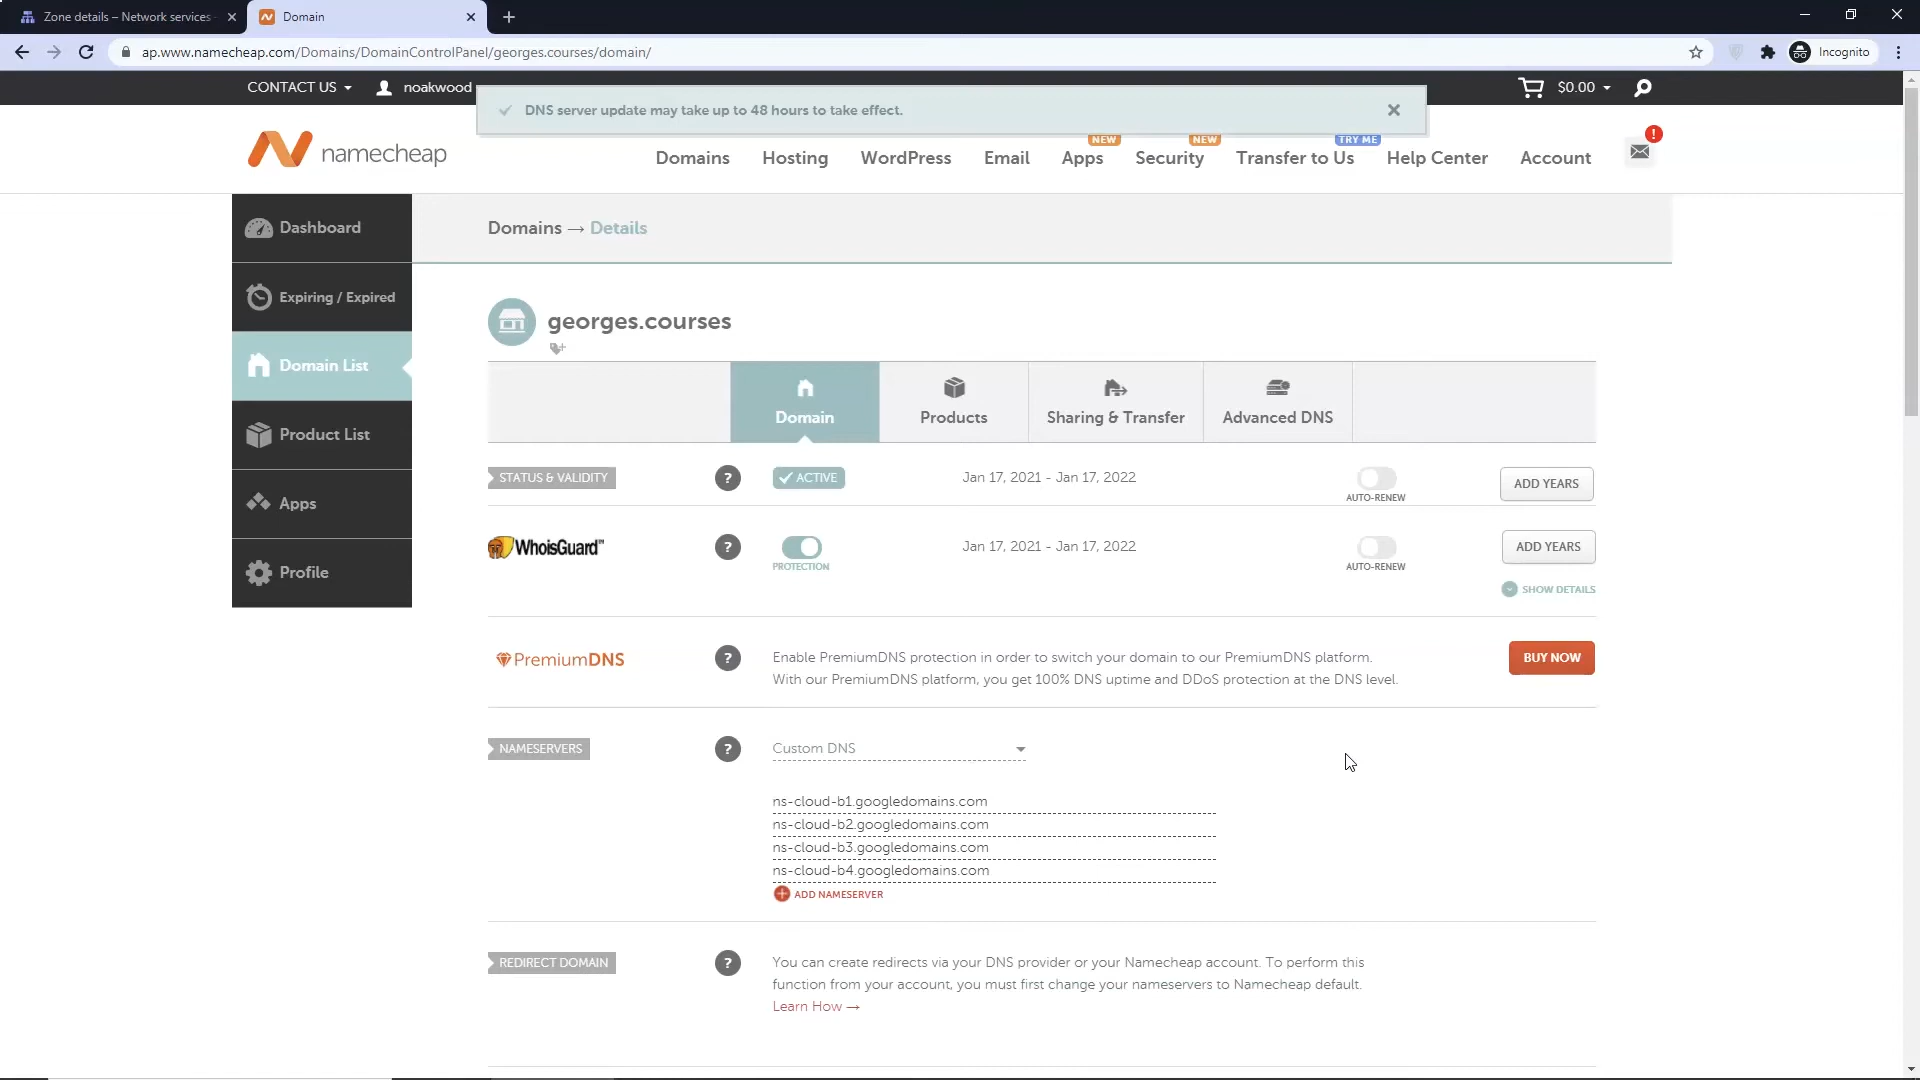 Zone details – Network services
Domain
ap.www.namecheap.com/Domains/DomainControlPanel/georges.courses/domain/
Incognito
CONTACT US
noakwood
DNS server update may take up to 48 hours to take effect.
$0.00
namecheap
NEW
NEW
TRY ME
Domains
Hosting
WordPress
Email
Apps
Security
Transfer to Us
Help Center
Account
!
Dashboard
Expiring / Expired
Domain List
Product List
Apps
Profile
Domains → Details
georges.courses
Domain
Products
Sharing & Transfer
Advanced DNS
STATUS & VALIDITY
?
ACTIVE
Jan 17, 2021 - Jan 17, 2022
AUTO-RENEW
ADD YEARS
WhoisGuard™
?
PROTECTION
Jan 17, 2021 - Jan 17, 2022
AUTO-RENEW
ADD YEARS
SHOW DETAILS
PremiumDNS
?
Enable PremiumDNS protection in order to switch your domain to our PremiumDNS platform.
With our PremiumDNS platform, you get 100% DNS uptime and DDoS protection at the DNS level.
BUY NOW
NAMESERVERS
?
Custom DNS
ns-cloud-b1.googledomains.com
ns-cloud-b2.googledomains.com
ns-cloud-b3.googledomains.com
ns-cloud-b4.googledomains.com
ADD NAMESERVER
REDIRECT DOMAIN
?
You can create redirects via your DNS provider or your Namecheap account. To perform this
function from your account, you must first change your nameservers to Namecheap default.
Learn How →